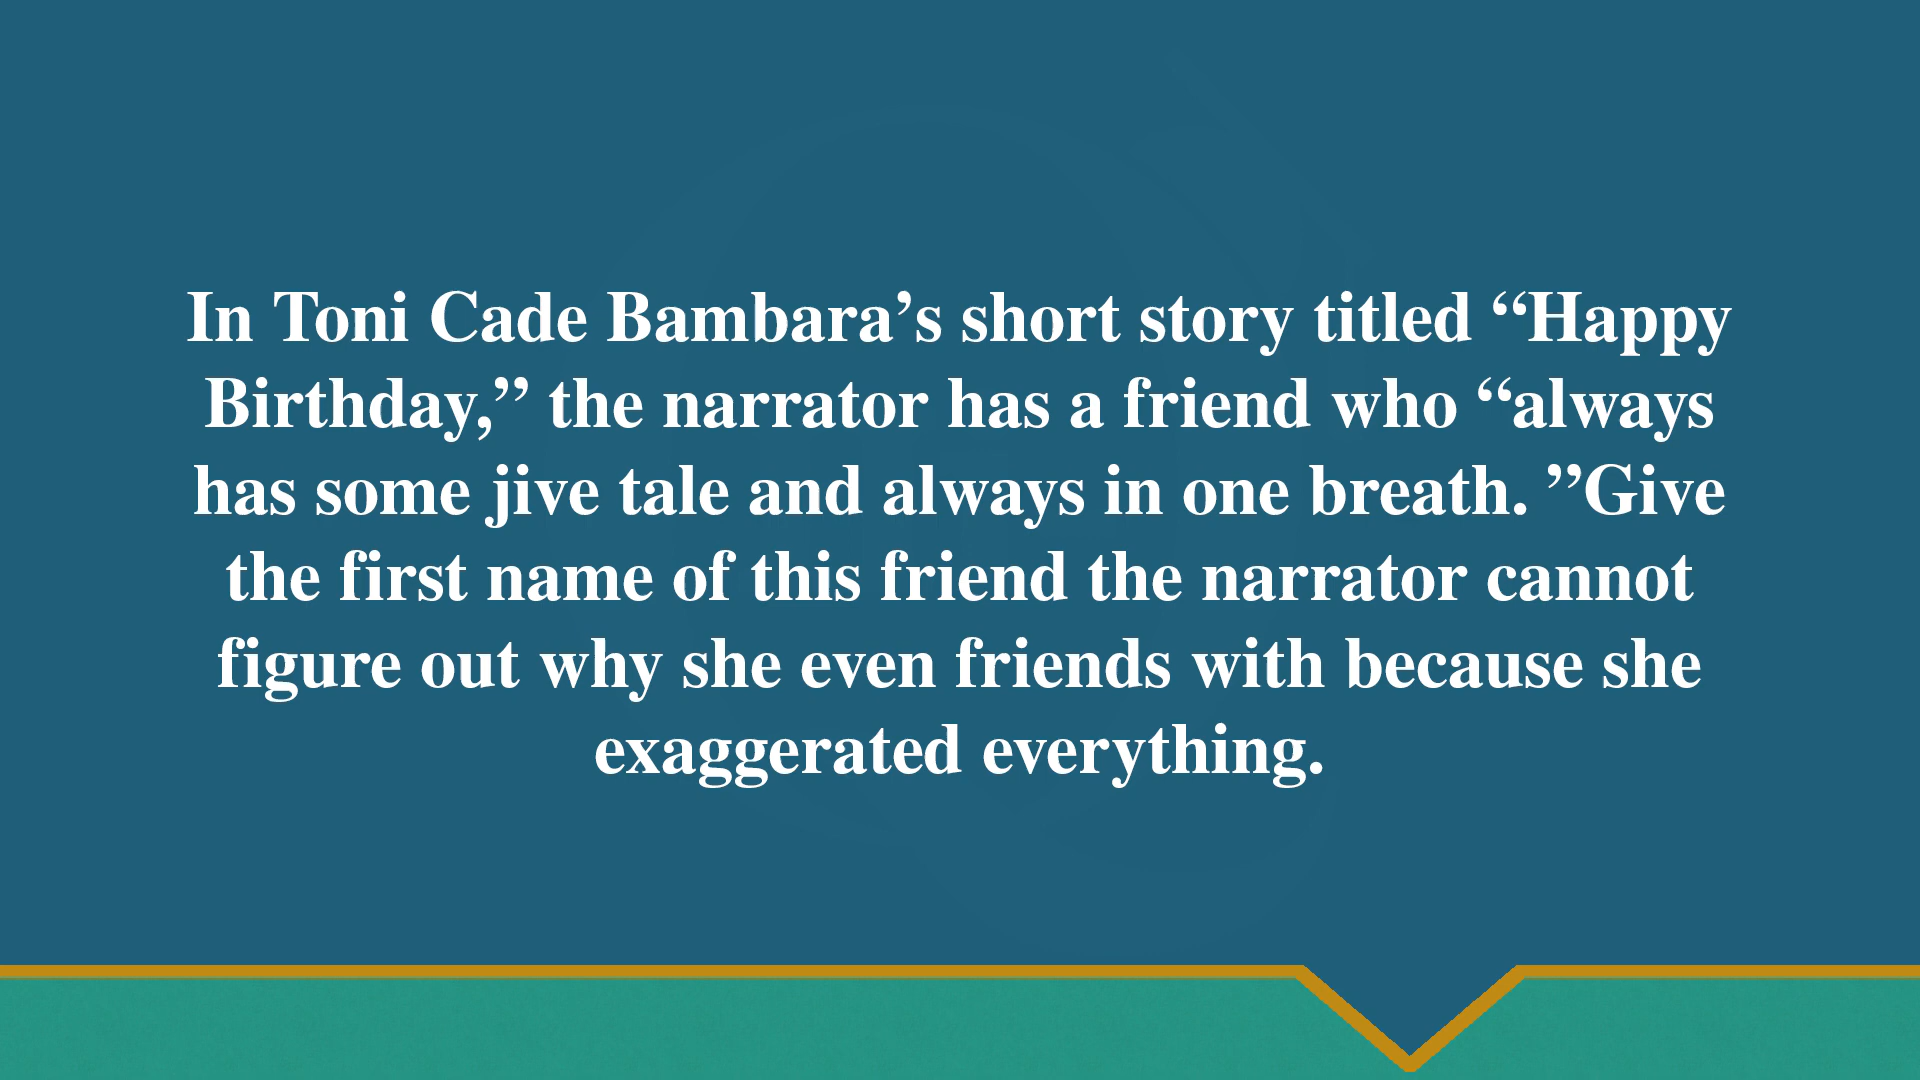 In Toni Cade Bambara’s short story titled “Happy
Birthday,” the narrator has a friend who “always
has some jive tale and always in one breath. ”Give
the first name of this friend the narrator cannot
figure out why she even friends with because she
exaggerated everything.